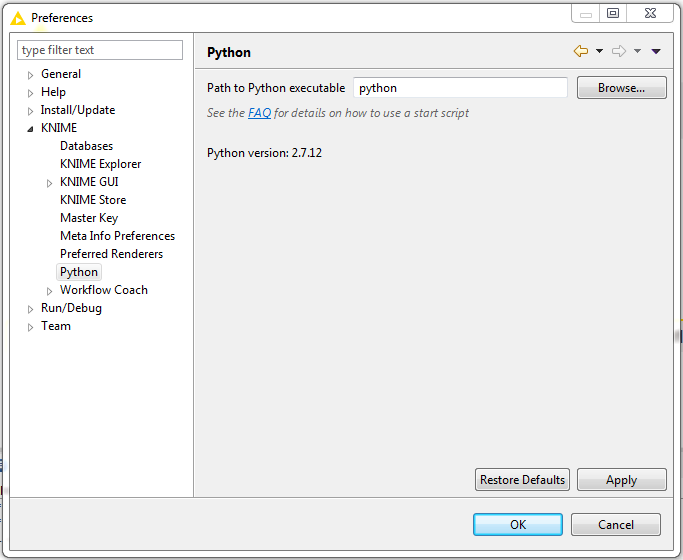 Preferences
type filter text
General
Help
Install/Update
KNIME
Databases
KNIME Explorer
KNIME GUI
KNIME Store
Master Key
Meta Info Preferences
Preferred Renderers
Python
Workflow Coach
Run/Debug
Team
Python
Path to Python executable python Browse...
See the FAQ for details on how to use a start script
Python version: 2.7.12
Restore Defaults Apply
OK Cancel